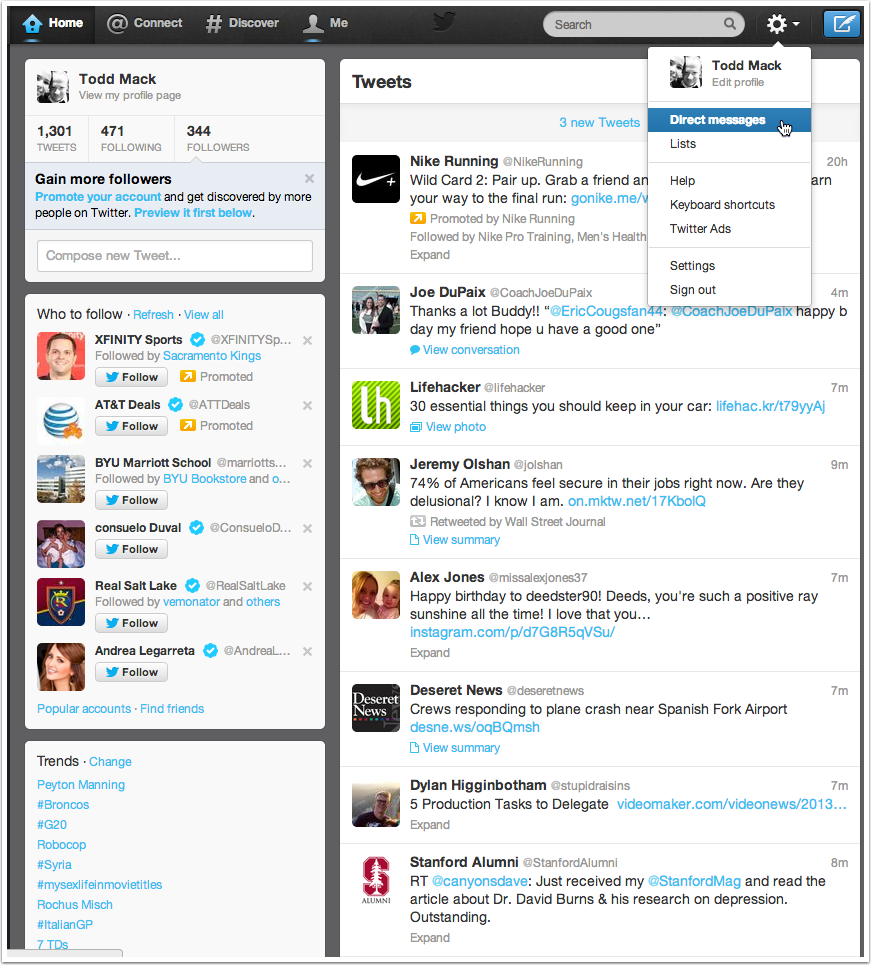 Home
Connect
Discover
Me
Search
Todd Mack
View my profile page
1,301
TWEETS
471
FOLLOWING
344
FOLLOWERS
Gain more followers
Promote your account and get discovered by more
people on Twitter. Preview it first below.
Compose new Tweet...
Who to follow · Refresh · View all
XFINITY Sports @XFINITYSp...
Followed by Sacramento Kings
Follow
Promoted
AT&T Deals @ATTDeals
Follow
Promoted
BYU Marriott School @marriotts...
Followed by BYU Bookstore and o...
Follow
consuelo Duval @ConsueloD...
Follow
Real Salt Lake @RealSaltLake
Followed by vemonator and others
Follow
Andrea Legarreta @AndreaL...
Follow
Popular accounts · Find friends
Trends · Change
Peyton Manning
#Broncos
#G20
Robocop
#Syria
#mysexlifeinmovietitles
Rochus Misch
#ItalianGP
7 TDs
Todd Mack
Edit profile
Direct messages
Lists
Help
Keyboard shortcuts
Twitter Ads
Settings
Sign out
Tweets
3 new Tweets
Nike Running @NikeRunning 20h
Wild Card 2: Pair up. Grab a friend an earn
your way to the final run: gonike.me/w
Promoted by Nike Running
Followed by Nike Pro Training, Men's Health
Expand
Joe DuPaix @CoachJoeDuPaix 4m
Thanks a lot Buddy!! “@EricCougsfan44: @CoachJoeDuPaix happy b
day my friend hope u have a good one”
View conversation
Lifehacker @lifehacker 7m
lh
30 essential things you should keep in your car: lifehac.kr/t79yyAj
View photo
Jeremy Olshan @jolshan 9m
74% of Americans feel secure in their jobs right now. Are they
delusional? I know I am. on.mktw.net/17KbolQ
Retweeted by Wall Street Journal
View summary
Alex Jones @missalexjones37 7m
Happy birthday to deedster90! Deeds, you're such a positive ray
sunshine all the time! I love that you...
instagram.com/p/d7G8R5qVSu/
Expand
Deseret News @deseretnews 7m
Deseret
News
Crews responding to plane crash near Spanish Fork Airport
desne.ws/oqBQmsh
View summary
Dylan Higginbotham @stupidraisins 7m
5 Production Tasks to Delegate videomaker.com/videonews/2013...
Expand
Stanford Alumni @StanfordAlumni 8m
ALUMNI
RT @canyonsdave: Just received my @StanfordMag and read the
article about Dr. David Burns & his research on depression.
Outstanding.
Expand